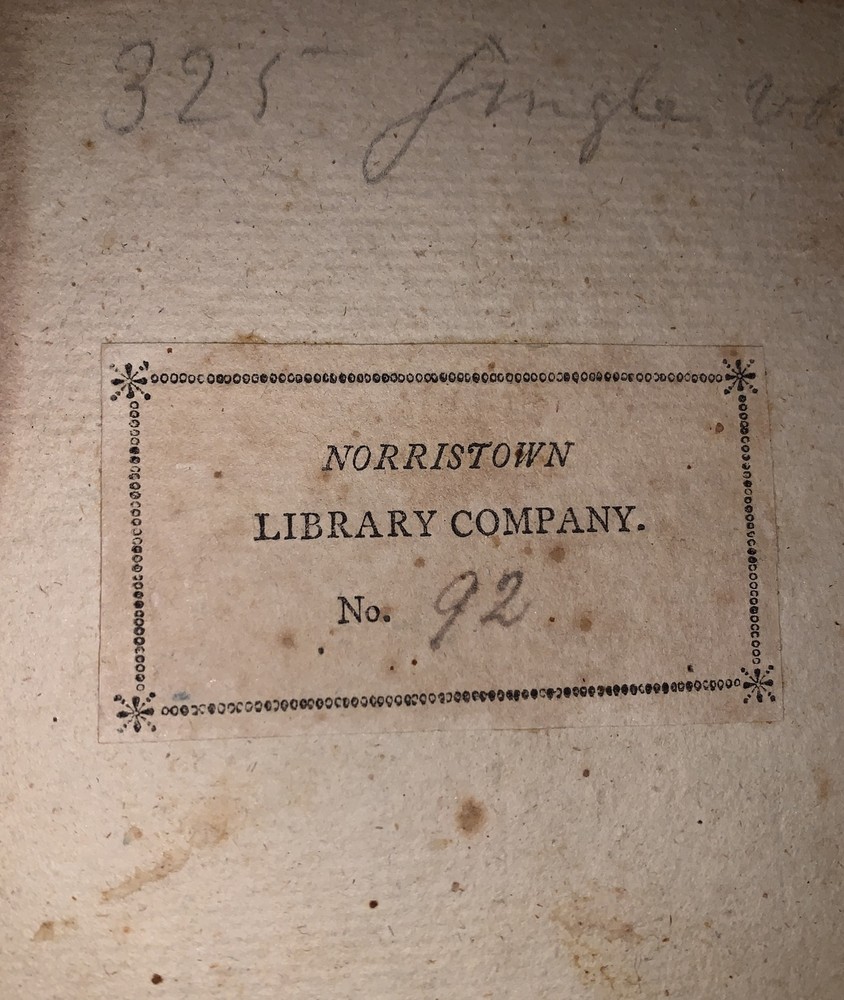 325 single
NORRISTOWN
LIBRARY COMPANY.
No. 92